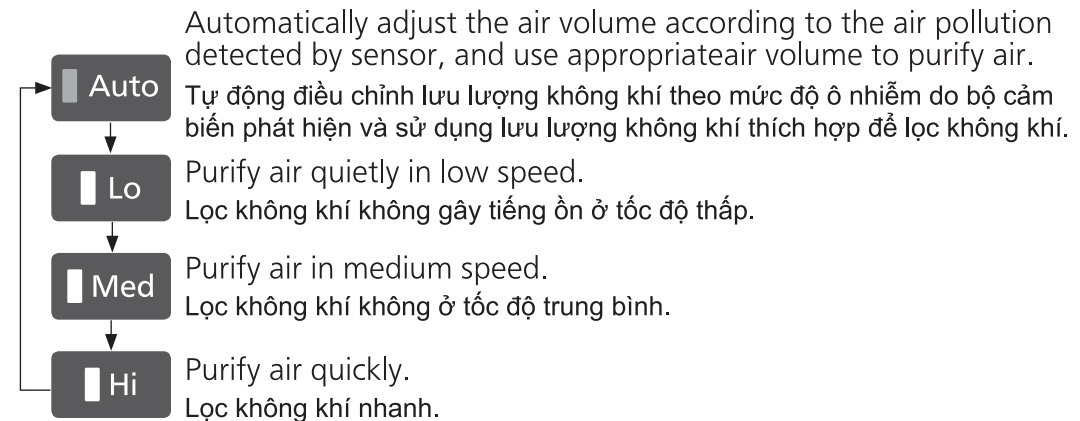 Automatically adjust the air volume according to the air pollution
detected by sensor, and use appropriateair volume to purify air.
Auto
Tự động điều chỉnh lưu lượng không khí theo mức độ ô nhiễm do bộ cảm
biến phát hiện và sử dụng lưu lượng không khí thích hợp để lọc không khí.
Lo
Purify air quietly in low speed.
Lọc không khí không gây tiếng ồn ở tốc độ thấp.
Med
Purify air in medium speed.
Lọc không khí không ở tốc độ trung bình.
Hi
Purify air quickly.
Lọc không khí nhanh.